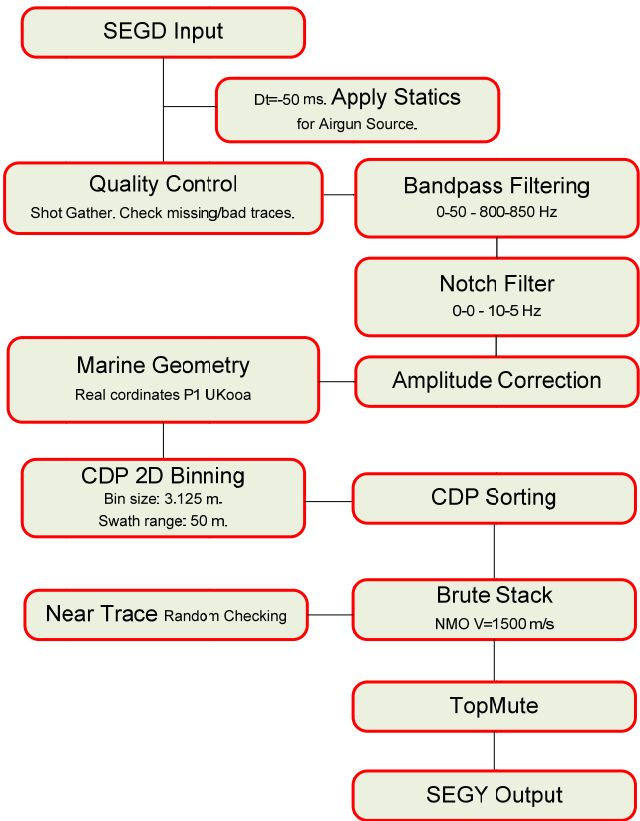 SEGD Input
Dt=-50 ms. Apply Statics
for Airgun Source.
Quality Control
Shot Gather. Check missing/bad traces.
Bandpass Filtering
0-50 - 800-850 Hz
Notch Filter
0-0 - 10-5 Hz
Amplitude Correction
Marine Geometry
Real cordinates P1 UKooa
CDP 2D Binning
Bin size: 3.125 m.
Swath range: 50 m.
CDP Sorting
Brute Stack
NMO V=1500 m/s
Near Trace Random Checking
TopMute
SEGY Output